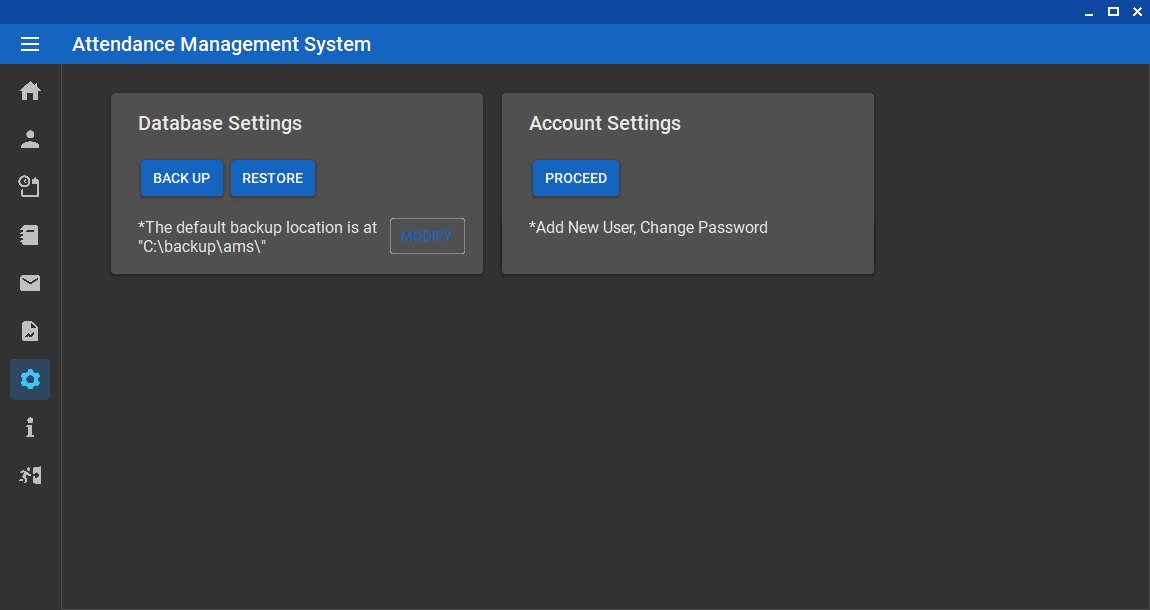 Attendance Management System
Database Settings
BACK UP RESTORE
*The default backup location is at
"C:\backup\ams\"
MODIFY
Account Settings
PROCEED
*Add New User, Change Password